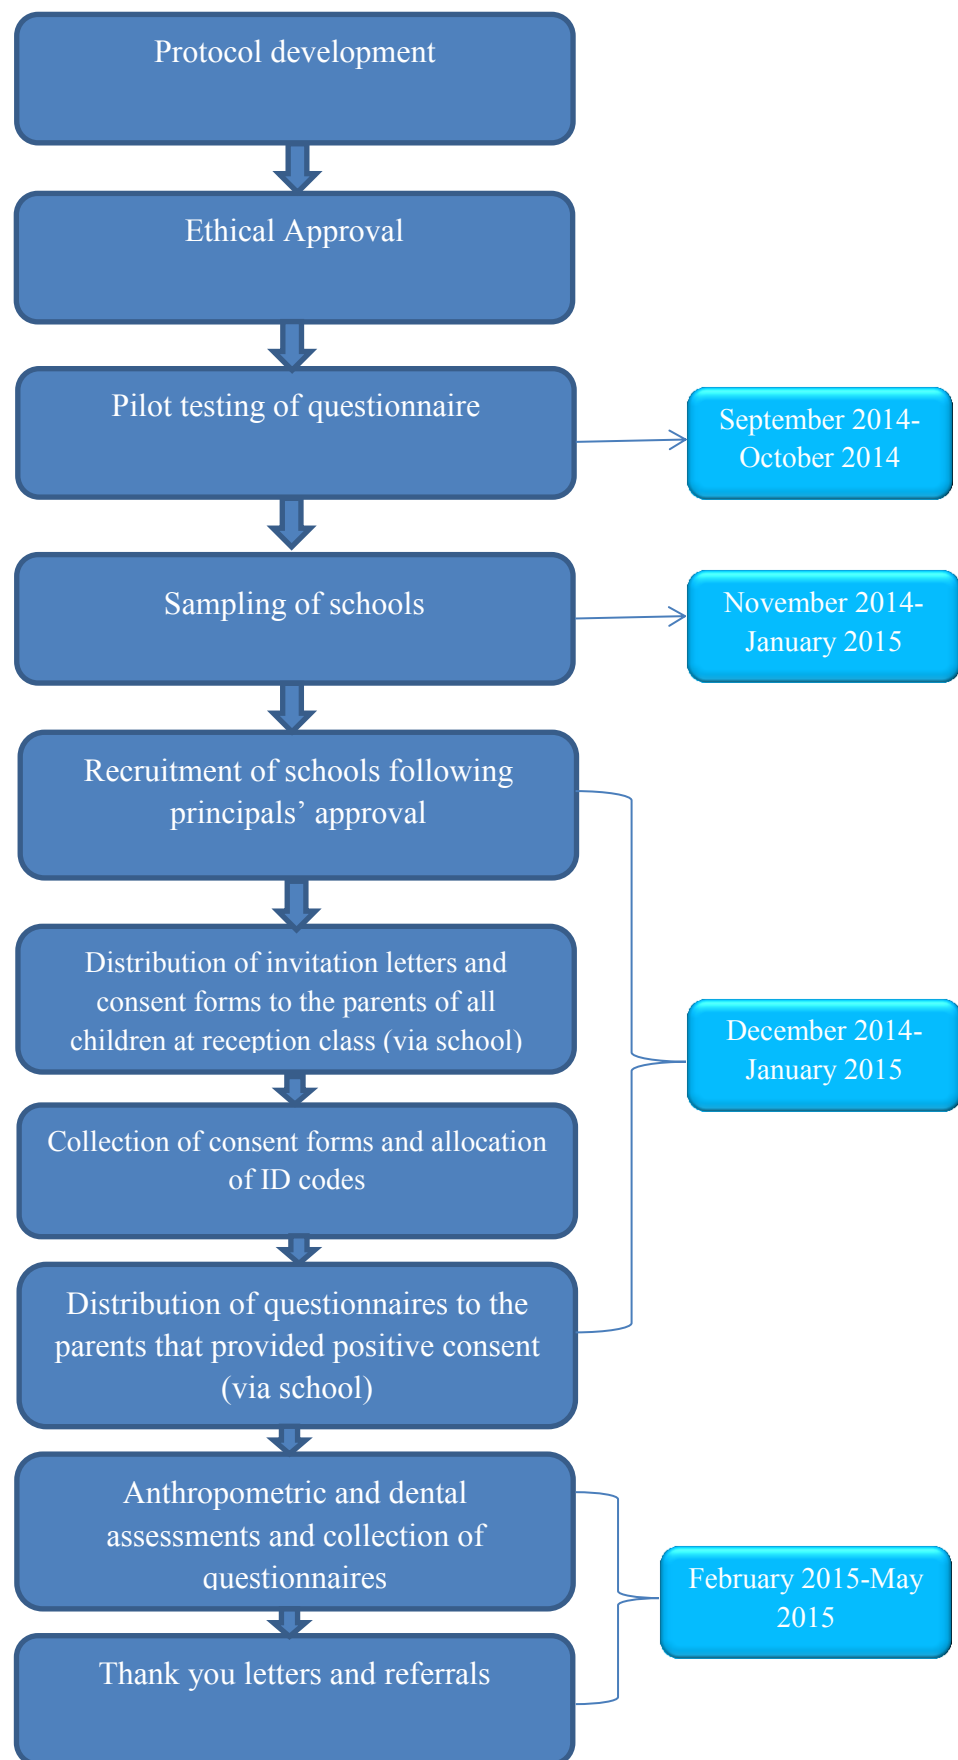 Protocol development
Ethical Approval
Pilot testing of questionnaire
September 2014-
October 2014
Sampling of schools
November 2014-
January 2015
Recruitment of schools following
principals’ approval
Distribution of invitation letters and
consent forms to the parents of all
children at reception class (via school)
December 2014-
January 2015
Collection of consent forms and allocation
of ID codes
Distribution of questionnaires to the
parents that provided positive consent
(via school)
Anthropometric and dental
assessments and collection of
questionnaires
February 2015-May
2015
Thank you letters and referrals